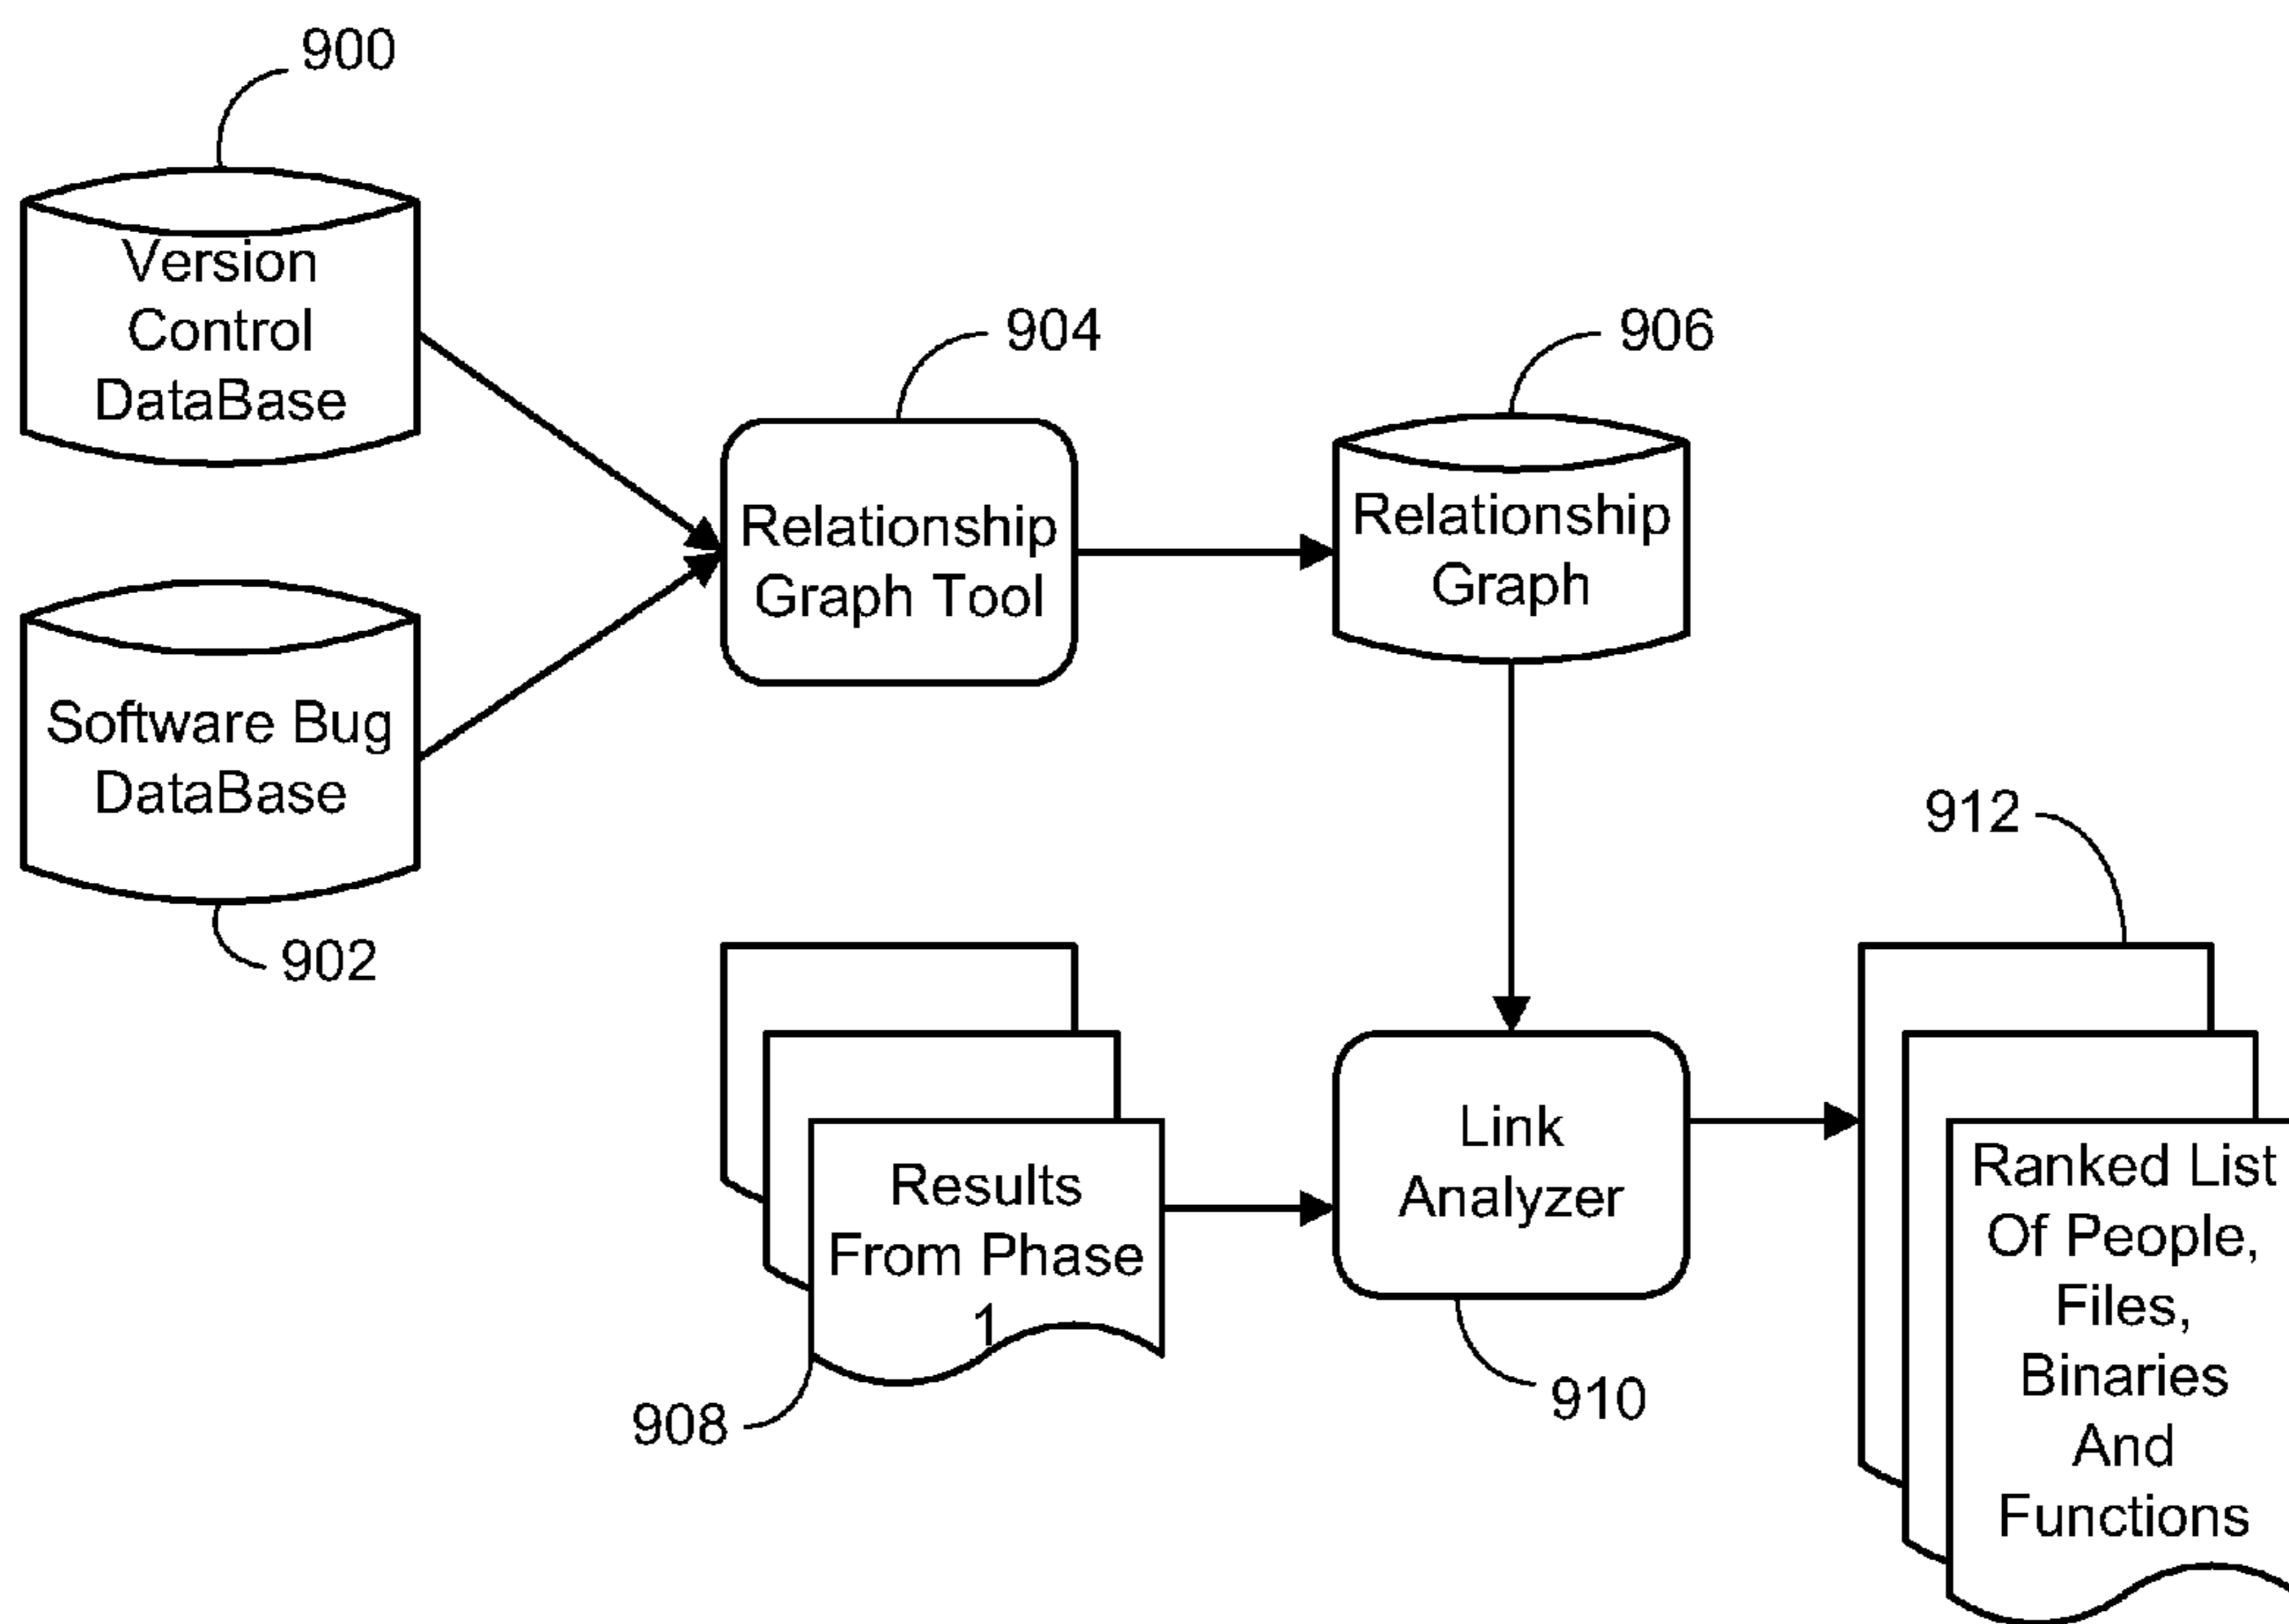 900
Version
Control
DataBase
904
906
Relationship
Graph Tool
Relationship
Graph
Software Bug
DataBase
902
912
Results
From Phase
1
908
Link
Analyzer
910
Ranked List
Of People,
Files,
Binaries
And
Functions